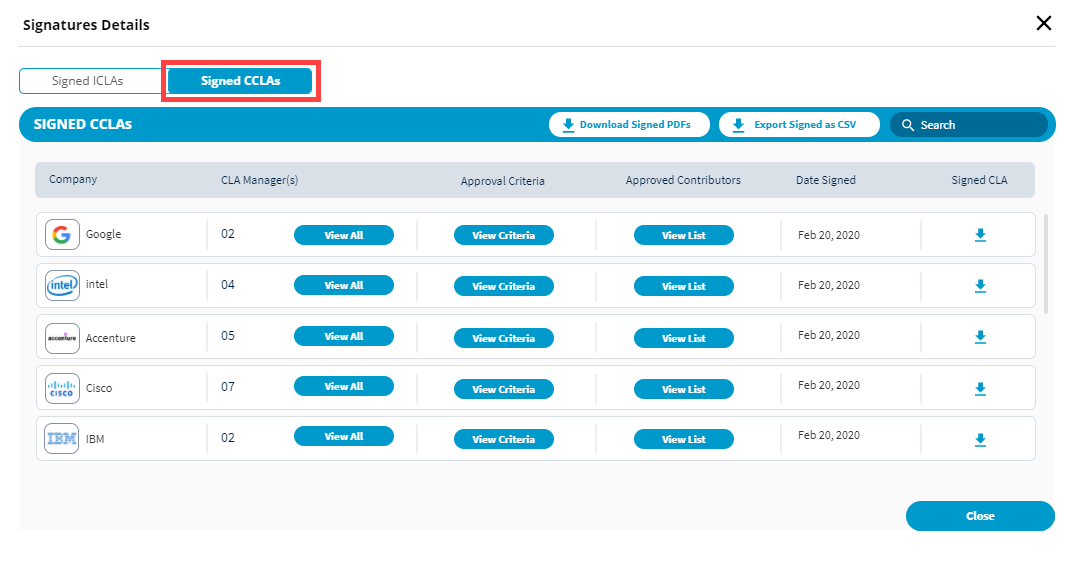 Signatures Details
Signed ICLAs Signed CCLAs
SIGNED CCLAs Download Signed PDFs Export Signed as CSV Search
Company CLA Manager(s) Approval Criteria Approved Contributors Date Signed Signed CLA
Google 02 View All View Criteria View List Feb 20, 2020
intel intel 04 View All View Criteria View List Feb 20, 2020
accenture Accenture 05 View All View Criteria View List Feb 20, 2020
CISCO Cisco 07 View All View Criteria View List Feb 20, 2020
IBM IBM 02 View All View Criteria View List Feb 20, 2020
Close